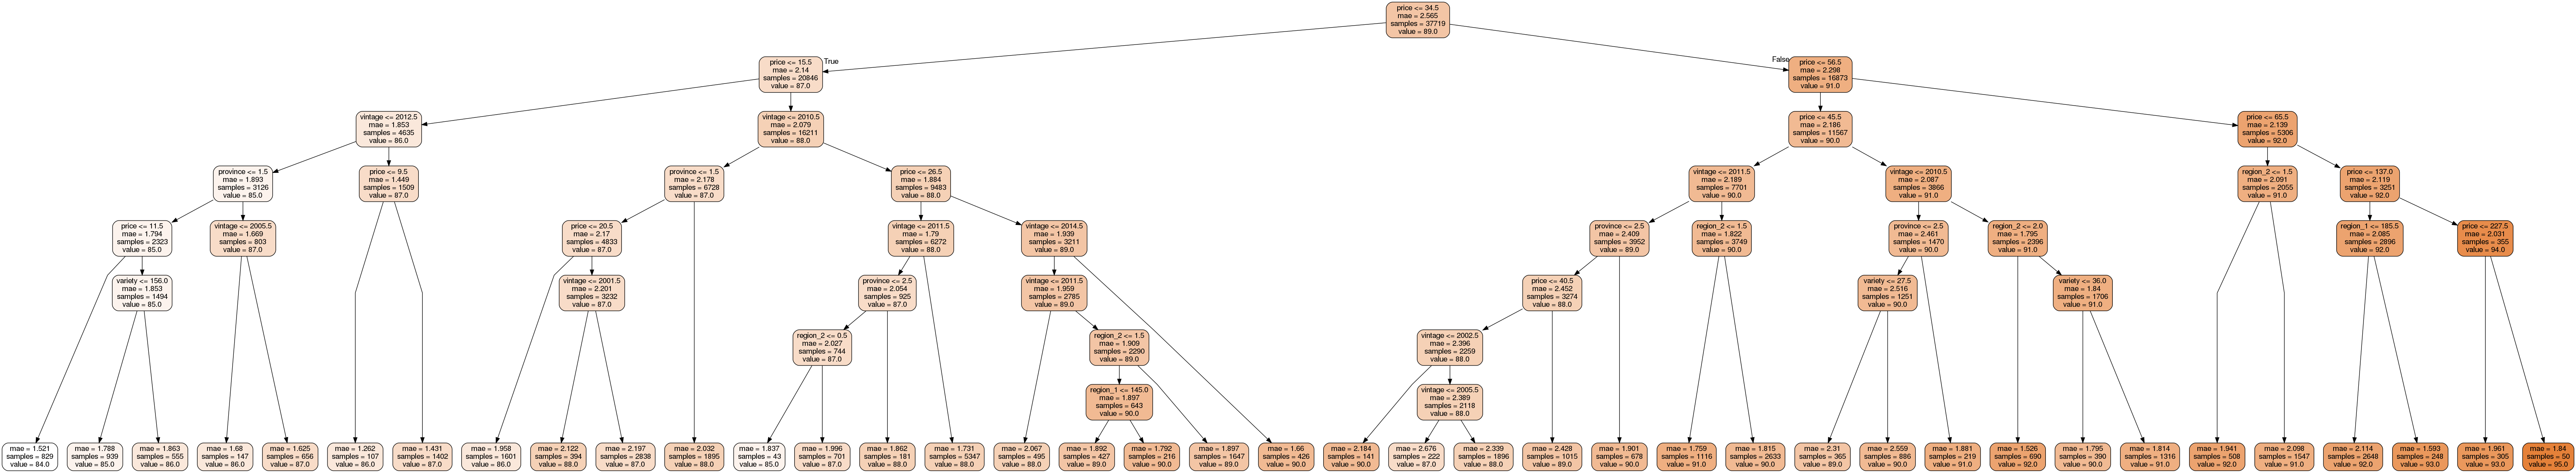 price <= 34.5
mae = 2.565
samples = 37719
value = 89.0
True
False
price <= 15.5
mae = 2.14
samples = 20846
value = 87.0
price <= 56.5
mae = 2.298
samples = 16873
value = 91.0
vintage <= 2012.5
mae = 1.853
samples = 4635
value = 86.0
vintage <= 2010.5
mae = 2.079
samples = 16211
value = 88.0
price <= 45.5
mae = 2.186
samples = 11567
value = 90.0
price <= 65.5
mae = 2.139
samples = 5306
value = 92.0
province <= 1.5
mae = 1.893
samples = 3126
value = 85.0
price <= 9.5
mae = 1.449
samples = 1509
value = 87.0
province <= 1.5
mae = 2.178
samples = 6728
value = 87.0
price <= 26.5
mae = 1.884
samples = 9483
value = 88.0
vintage <= 2011.5
mae = 2.189
samples = 7701
value = 90.0
vintage <= 2010.5
mae = 2.087
samples = 3866
value = 91.0
region_2 <= 1.5
mae = 2.091
samples = 2055
value = 91.0
price <= 137.0
mae = 2.119
samples = 3251
value = 92.0
price <= 11.5
mae = 1.794
samples = 2323
value = 85.0
vintage <= 2005.5
mae = 1.669
samples = 803
value = 87.0
price <= 20.5
mae = 2.17
samples = 4833
value = 87.0
vintage <= 2011.5
mae = 1.79
samples = 6272
value = 88.0
vintage <= 2014.5
mae = 1.939
samples = 3211
value = 89.0
province <= 2.5
mae = 2.409
samples = 3952
value = 89.0
region_2 <= 1.5
mae = 1.822
samples = 3749
value = 90.0
province <= 2.5
mae = 2.461
samples = 1470
value = 90.0
region_2 <= 2.0
mae = 1.795
samples = 2396
value = 91.0
region_1 <= 185.5
mae = 2.085
samples = 2896
value = 92.0
price <= 227.5
mae = 2.031
samples = 355
value = 94.0
variety <= 156.0
mae = 1.853
samples = 1494
value = 85.0
vintage <= 2001.5
mae = 2.201
samples = 3232
value = 87.0
province <= 2.5
mae = 2.054
samples = 925
value = 87.0
vintage <= 2011.5
mae = 1.959
samples = 2785
value = 89.0
price <= 40.5
mae = 2.452
samples = 3274
value = 88.0
variety <= 27.5
mae = 2.516
samples = 1251
value = 90.0
variety <= 36.0
mae = 1.84
samples = 1706
value = 91.0
region_2 <= 0.5
mae = 2.027
samples = 744
value = 87.0
region_2 <= 1.5
mae = 1.909
samples = 2290
value = 89.0
vintage <= 2002.5
mae = 2.396
samples = 2259
value = 88.0
region_1 <= 145.0
mae = 1.897
samples = 643
value = 90.0
vintage <= 2005.5
mae = 2.389
samples = 2118
value = 88.0
mae = 1.521
samples = 829
value = 84.0
mae = 1.788
samples = 939
value = 85.0
mae = 1.863
samples = 555
value = 86.0
mae = 1.68
samples = 147
value = 86.0
mae = 1.625
samples = 656
value = 87.0
mae = 1.262
samples = 107
value = 86.0
mae = 1.431
samples = 1402
value = 87.0
mae = 1.958
samples = 1601
value = 86.0
mae = 2.122
samples = 394
value = 88.0
mae = 2.197
samples = 2838
value = 87.0
mae = 2.032
samples = 1895
value = 88.0
mae = 1.837
samples = 43
value = 85.0
mae = 1.996
samples = 701
value = 87.0
mae = 1.862
samples = 181
value = 88.0
mae = 1.731
samples = 5347
value = 88.0
mae = 2.067
samples = 495
value = 88.0
mae = 1.892
samples = 427
value = 89.0
mae = 1.792
samples = 216
value = 90.0
mae = 1.897
samples = 1647
value = 89.0
mae = 1.66
samples = 426
value = 90.0
mae = 2.184
samples = 141
value = 90.0
mae = 2.676
samples = 222
value = 87.0
mae = 2.339
samples = 1896
value = 88.0
mae = 2.428
samples = 1015
value = 89.0
mae = 1.901
samples = 678
value = 90.0
mae = 1.759
samples = 1116
value = 91.0
mae = 1.815
samples = 2633
value = 90.0
mae = 2.31
samples = 365
value = 89.0
mae = 2.559
samples = 886
value = 90.0
mae = 1.881
samples = 219
value = 91.0
mae = 1.526
samples = 690
value = 92.0
mae = 1.795
samples = 390
value = 90.0
mae = 1.814
samples = 1316
value = 91.0
mae = 1.941
samples = 508
value = 92.0
mae = 2.098
samples = 1547
value = 91.0
mae = 2.114
samples = 2648
value = 92.0
mae = 1.593
samples = 248
value = 93.0
mae = 1.961
samples = 305
value = 93.0
mae = 1.84
samples = 50
value = 95.0